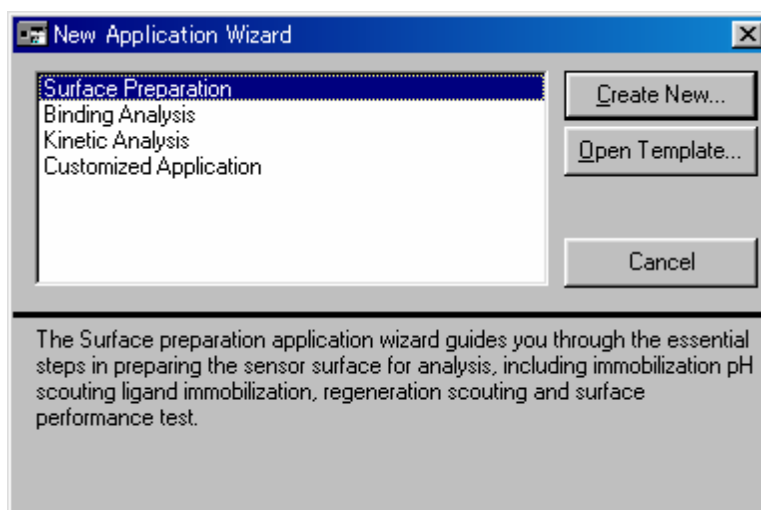 New Application Wizard
Surface Preparation
Binding Analysis
Kinetic Analysis
Customized Application
Create New...
Open Template...
Cancel
The Surface preparation application wizard guides you through the essential
steps in preparing the sensor surface for analysis, including immobilization pH
scouting ligand immobilization, regeneration scouting and surface
performance test.